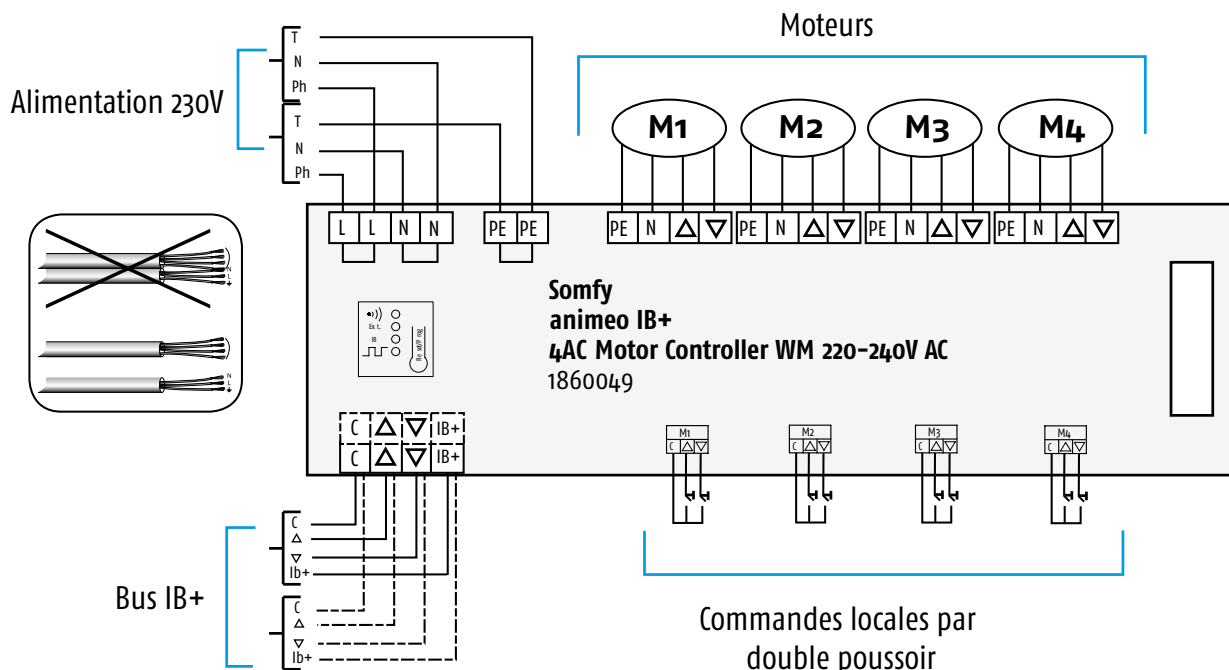 Moteurs
Alimentation 230V
T
N
Ph
T
N
Ph
M1 M2 M3 M4
L L N N PE PE PE N PE N PE N PE N
Somfy
animeo IB+
4AC Motor Controller WM 220-240V AC
1860049
Ext.
IB
N
L
N
L
C IB+
C IB+
M1 M2 M3 M4
C C C C
Bus IB+
C
Ib+
C
Ib+
Commandes locales par
double poussoir